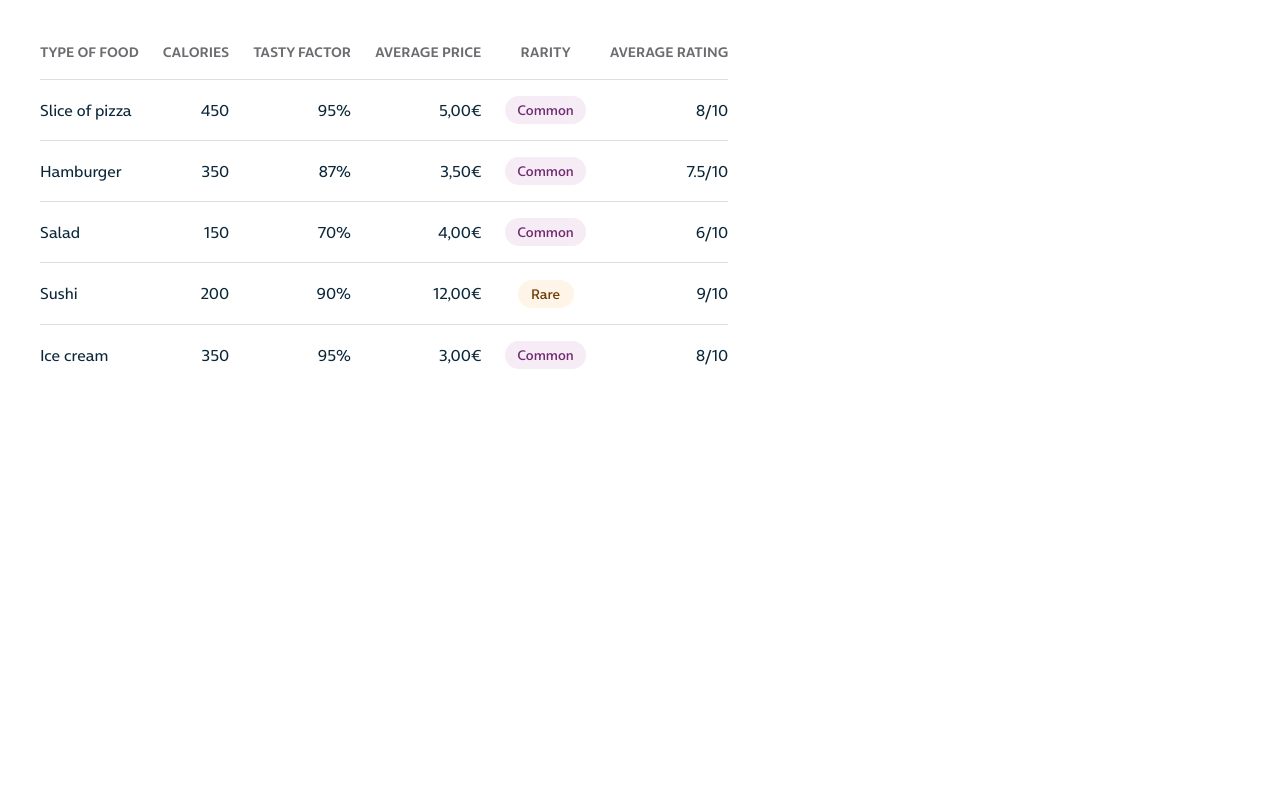 TYPE OF FOOD CALORIES TASTY FACTOR AVERAGE PRICE RARITY AVERAGE RATING
Slice of pizza 450 95% 5,00€ Common 8/10
Hamburger 350 87% 3,50€ Common 7.5/10
Salad 150 70% 4,00€ Common 6/10
Sushi 200 90% 12,00€ Rare 9/10
Ice cream 350 95% 3,00€ Common 8/10